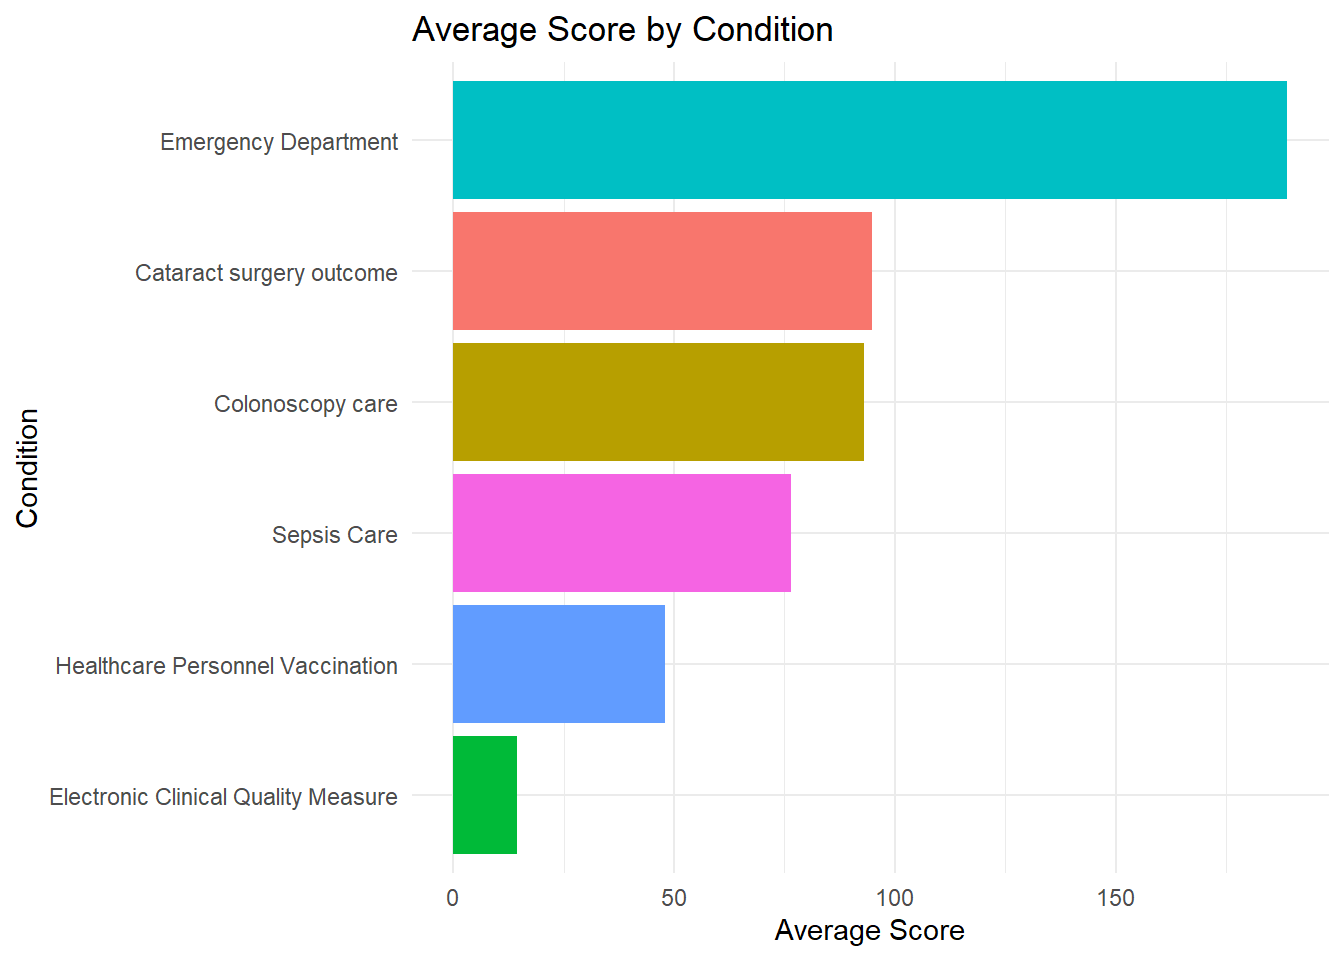 Average Score by Condition
Emergency Department
Cataract surgery outcome
Colonoscopy care
Sepsis Care
Healthcare Personnel Vaccination
Electronic Clinical Quality Measure
Condition
0 50 100 150
Average Score